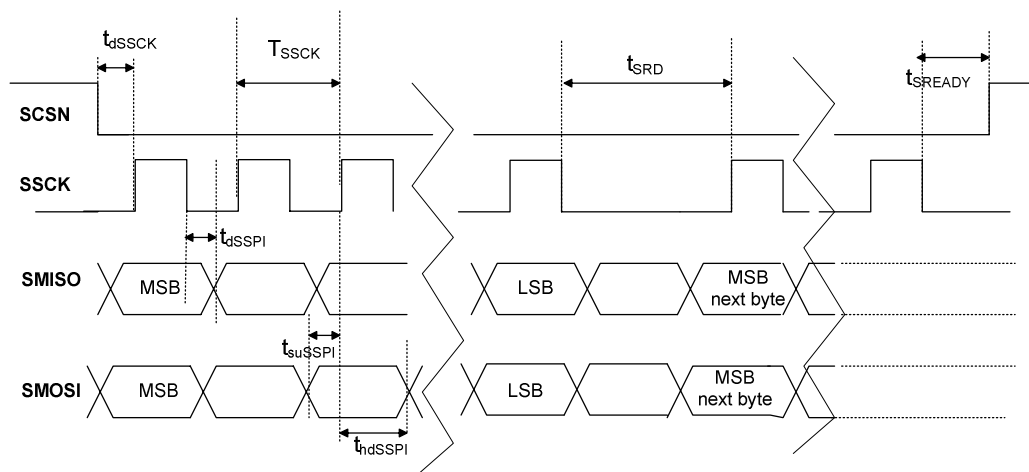 tdSSCK
TSSCK
tSRD
tSREADY
SCSN
SSCK
tdSSPI
SMISO
MSB
LSB
MSB
next byte
tsuSSPI
SMOSI
MSB
LSB
MSB
next byte
thdSSPI